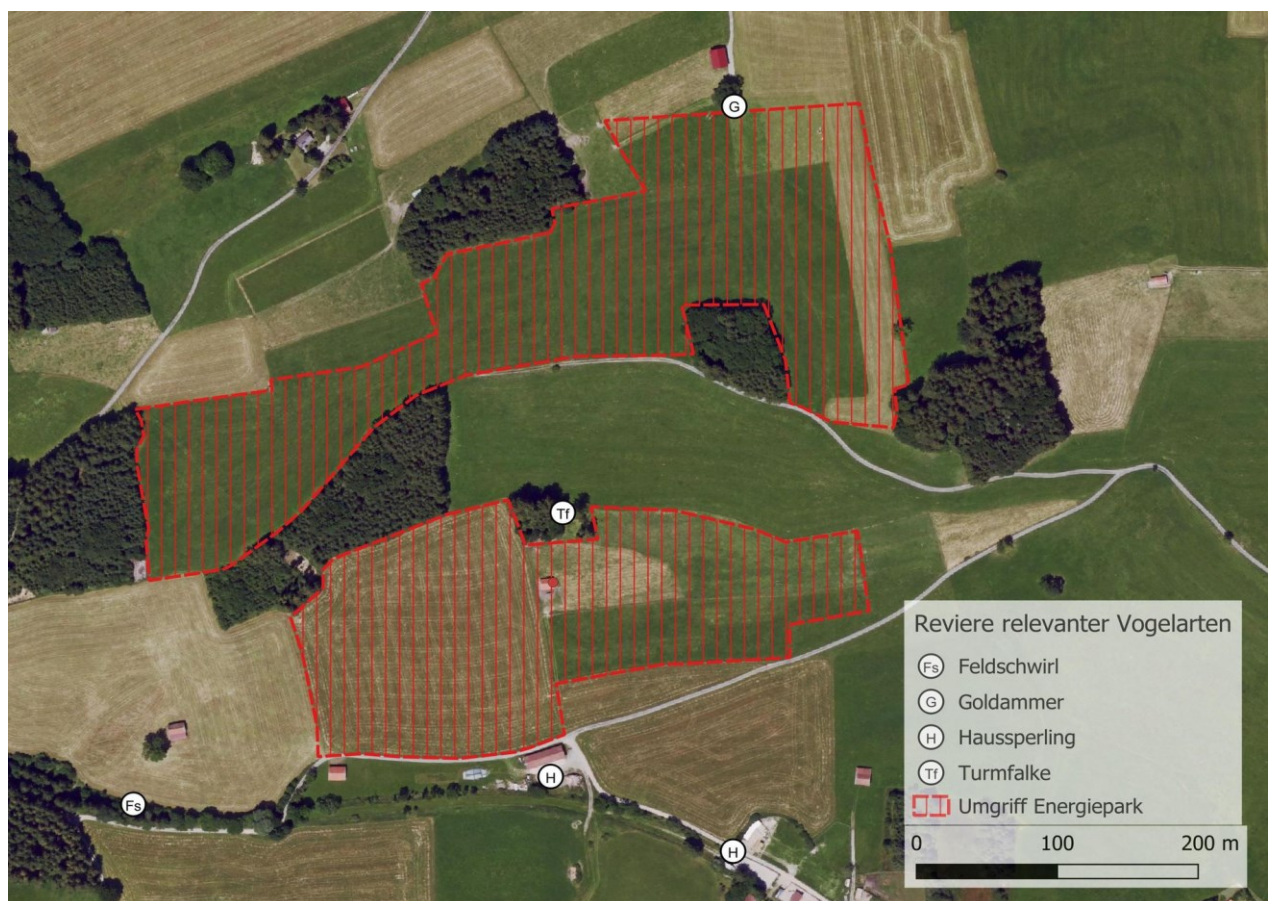 G
Tf
Fs
H
H
Reviere relevanter Vogelarten
Fs Feldschwirl
G Goldammer
H Haussperling
Tf Turmfalke
Umgriff Energiepark
0 100 200 m